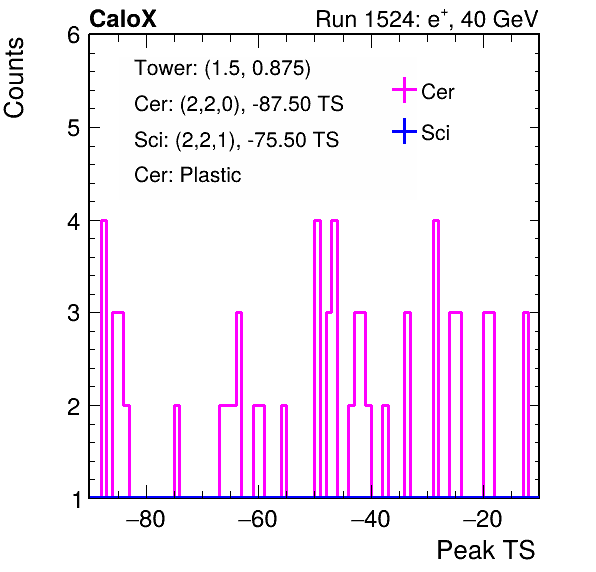 CaloX Run 1524: e+, 40 GeV
Tower: (1.5, 0.875)
Cer: (2,2,0), -87.50 TS
Sci: (2,2,1), -75.50 TS
Cer: Plastic
Cer
Sci
Counts
6
5
4
3
2
1
−80 −60 −40 −20
Peak TS